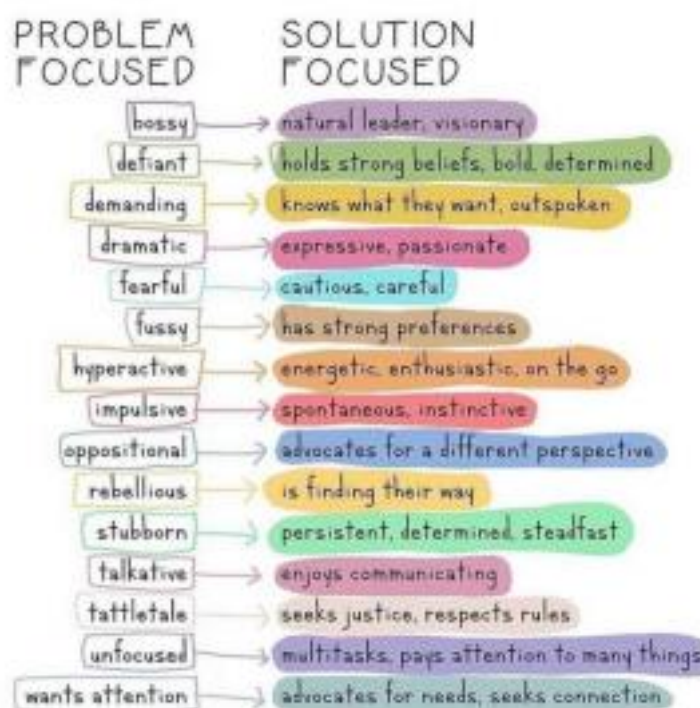 PROBLEM FOCUSED
SOLUTION FOCUSED
bossy natural leader, visionary
defiant holds strong beliefs, bold, determined
demanding knows what they want, outspoken
dramatic expressive, passionate
fearful cautious, careful
fussy has strong preferences
hyperactive energetic, enthusiastic, on the go
impulsive spontaneous, instinctive
oppositional advocates for a different perspective
rebellious is finding their way
stubborn persistent, determined, steadfast
talkative enjoys communicating
tattletale seeks justice, respects rules
unfocused multitasks, pays attention to many things
wants attention advocates for needs, seeks connection